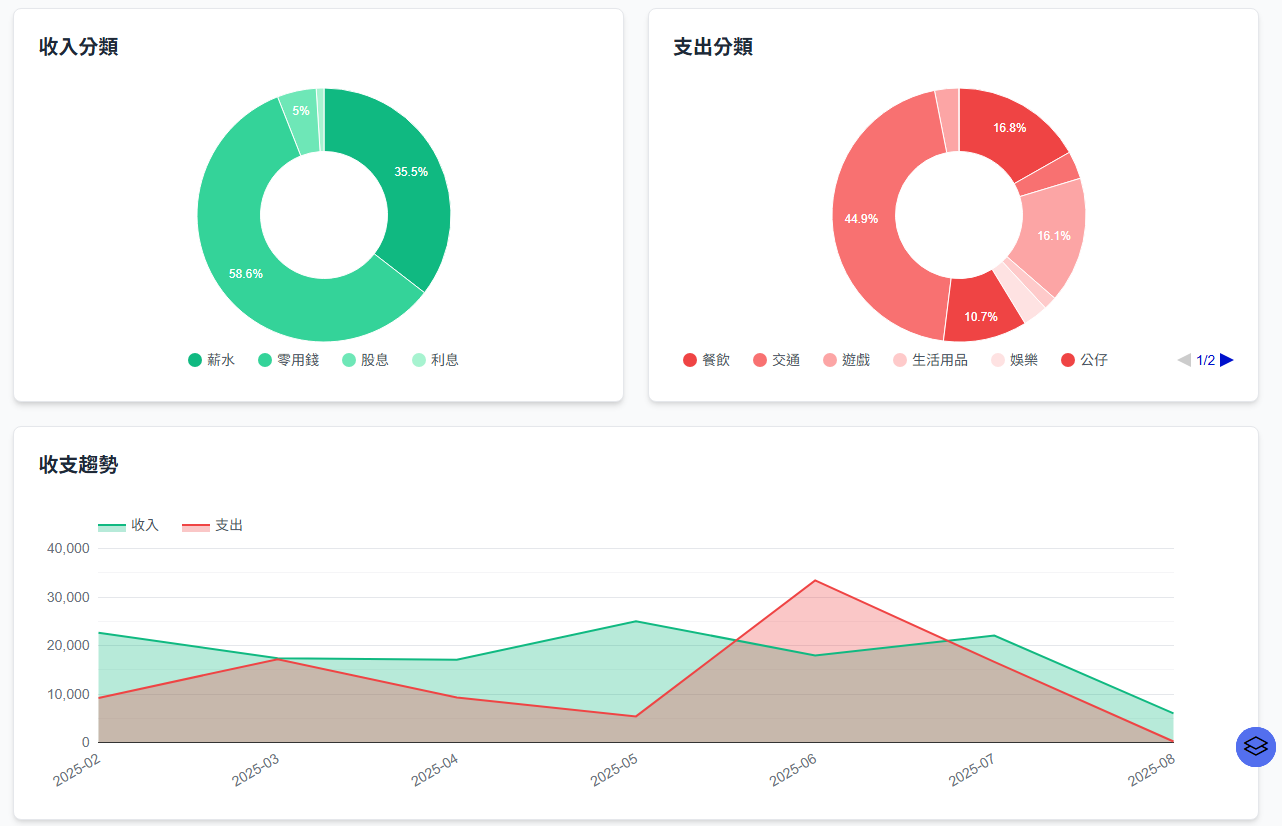 收入分類
5%
35.5%
58.6%
薪水 零用錢 股息 利息
支出分類
16.8%
44.9%
16.1%
10.7%
餐飲 交通 遊戲 生活用品 娛樂 公仔 1/2
收支趨勢
收入 支出
40,000
30,000
20,000
10,000
0
2025-02 2025-03 2025-04 2025-05 2025-06 2025-07 2025-08